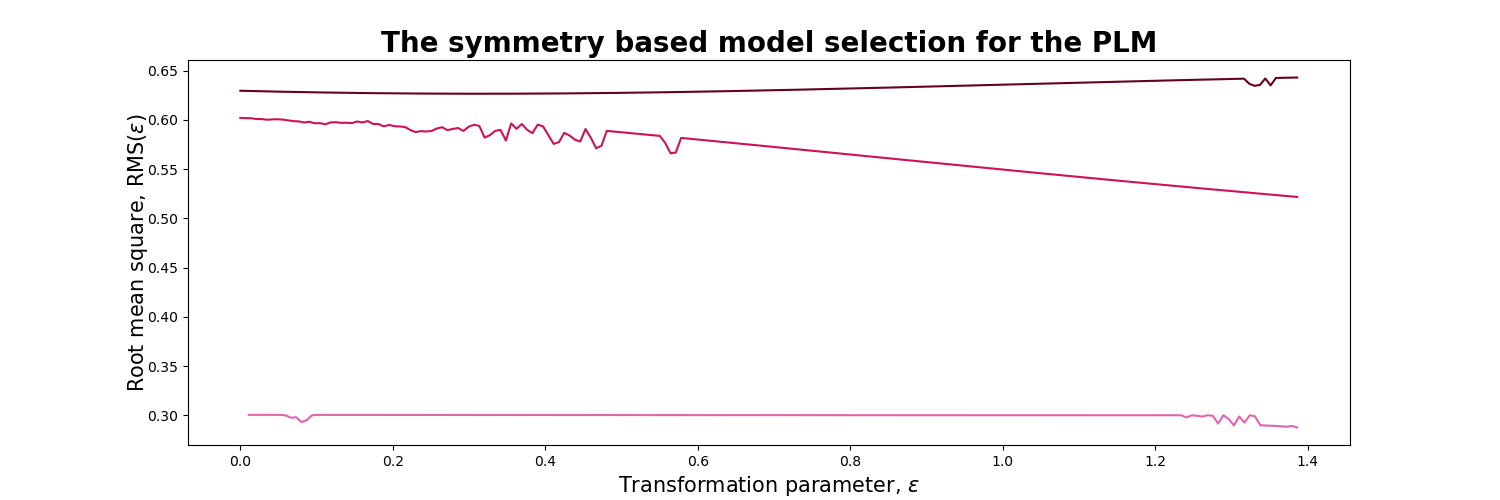 The symmetry based model selection for the PLM
Root mean square, RMS(ε)
0.65
0.60
0.55
0.50
0.45
0.40
0.35
0.30
0.0 0.2 0.4 0.6 0.8 1.0 1.2 1.4
Transformation parameter, ε